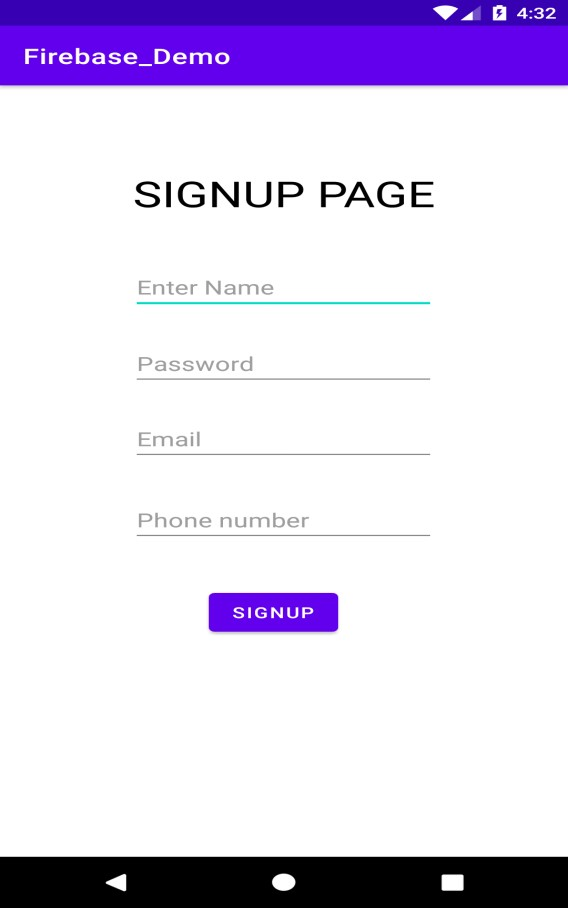 4:32
Firebase_Demo
SIGNUP PAGE
Enter Name
Password
Email
Phone number
SIGNUP